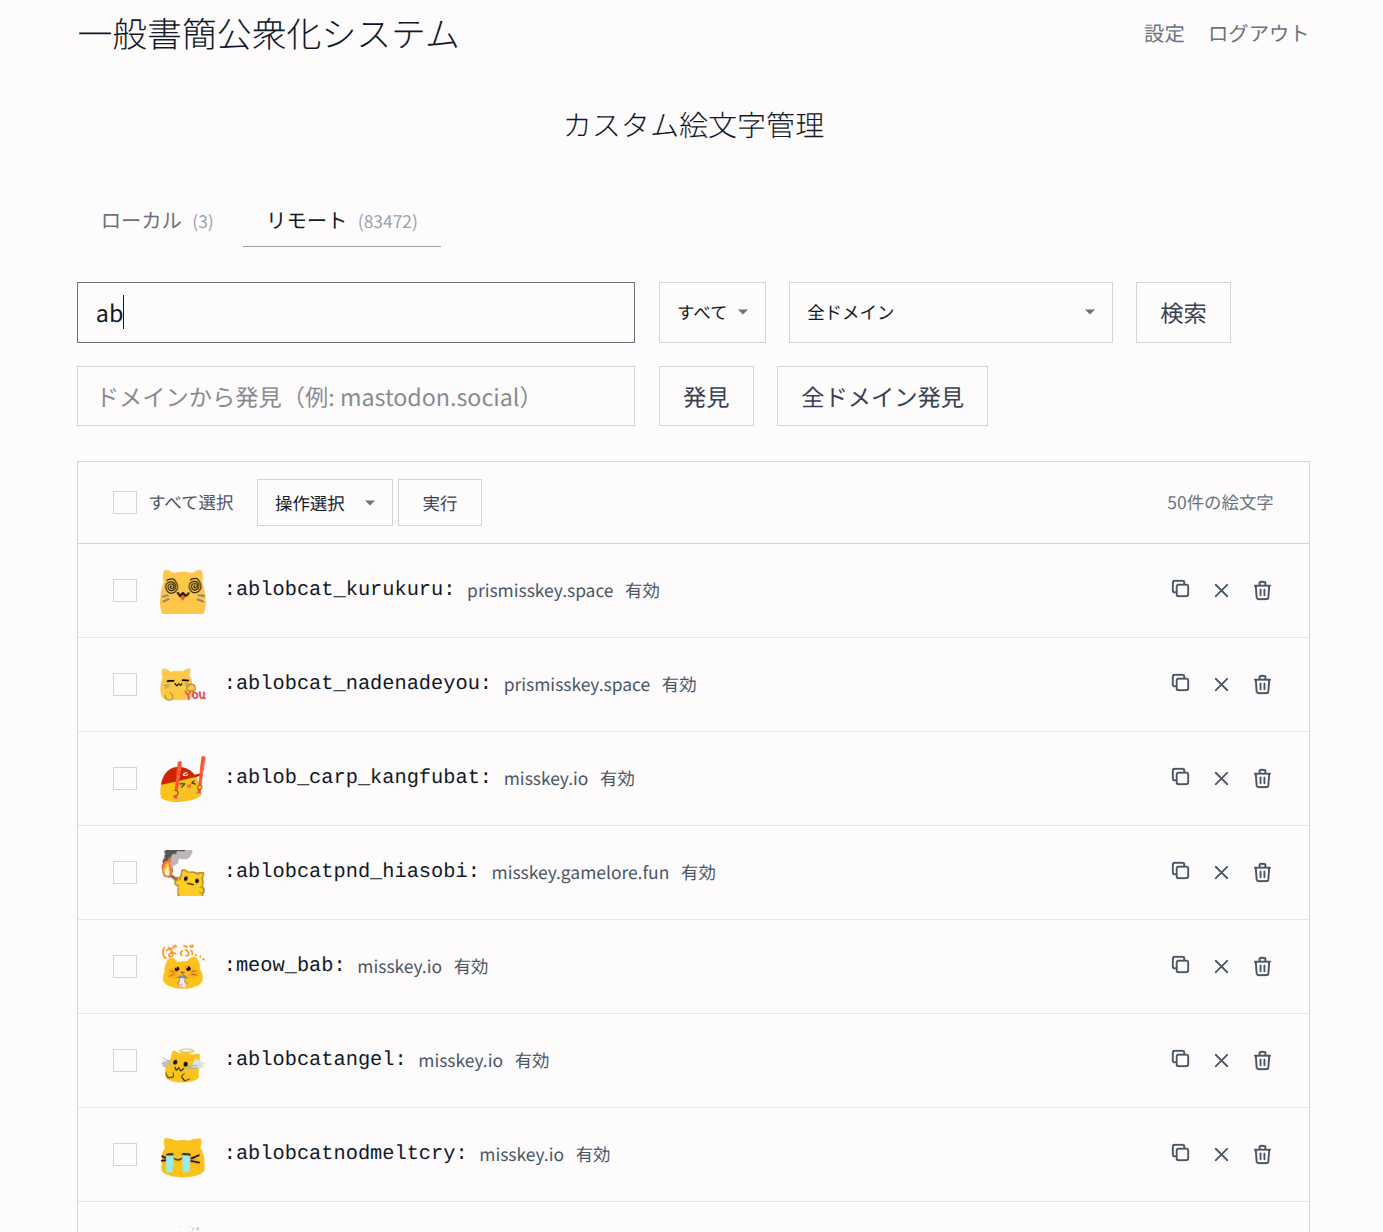 一般書簡公衆化システム 設定 ログアウト
カスタム絵文字管理
ローカル (3) リモート (83472)
ab すべて 全ドメイン 検索
ドメインから発見（例: mastodon.social） 発見 全ドメイン発見
すべて選択 操作選択 実行 50件の絵文字
:ablobcat_kurukuru: prismisskey.space 有効
:ablobcat_nadenadeyou: prismisskey.space 有効
You
:ablob_carp_kangfubat: misskey.io 有効
:ablobcatpnd_hiasobi: misskey.gamelore.fun 有効
ばぶ…
:meow_bab: misskey.io 有効
:ablobcatangel: misskey.io 有効
:ablobcatnodmeltcry: misskey.io 有効